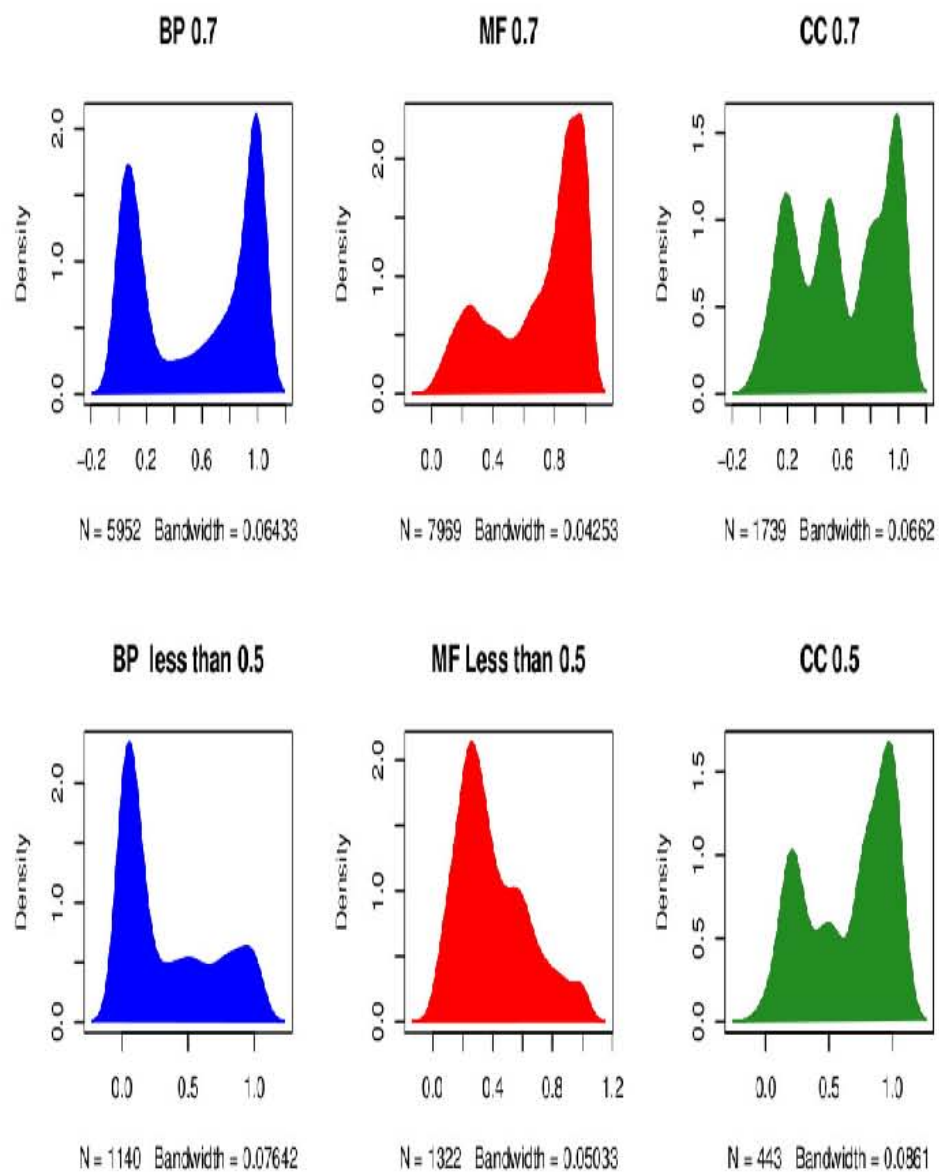 BP 0.7
Density
0.0 1.0 2.0
-0.2 0.2 0.6 1.0
N = 5952 Bandwidth = 0.06433
MF 0.7
Density
0.0 1.0 2.0
0.0 0.4 0.8
N = 7969 Bandwidth = 0.04253
CC 0.7
Density
0.0 0.5 1.0 1.5
-0.2 0.2 0.6 1.0
N = 1739 Bandwidth = 0.0662
BP less than 0.5
Density
0.0 1.0 2.0
0.0 0.5 1.0
N = 1140 Bandwidth = 0.07642
MF Less than 0.5
Density
0.0 1.0 2.0
0.0 0.4 0.8 1.2
N = 1322 Bandwidth = 0.05033
CC 0.5
Density
0.0 0.5 1.0 1.5
0.0 0.5 1.0
N = 443 Bandwidth = 0.0861